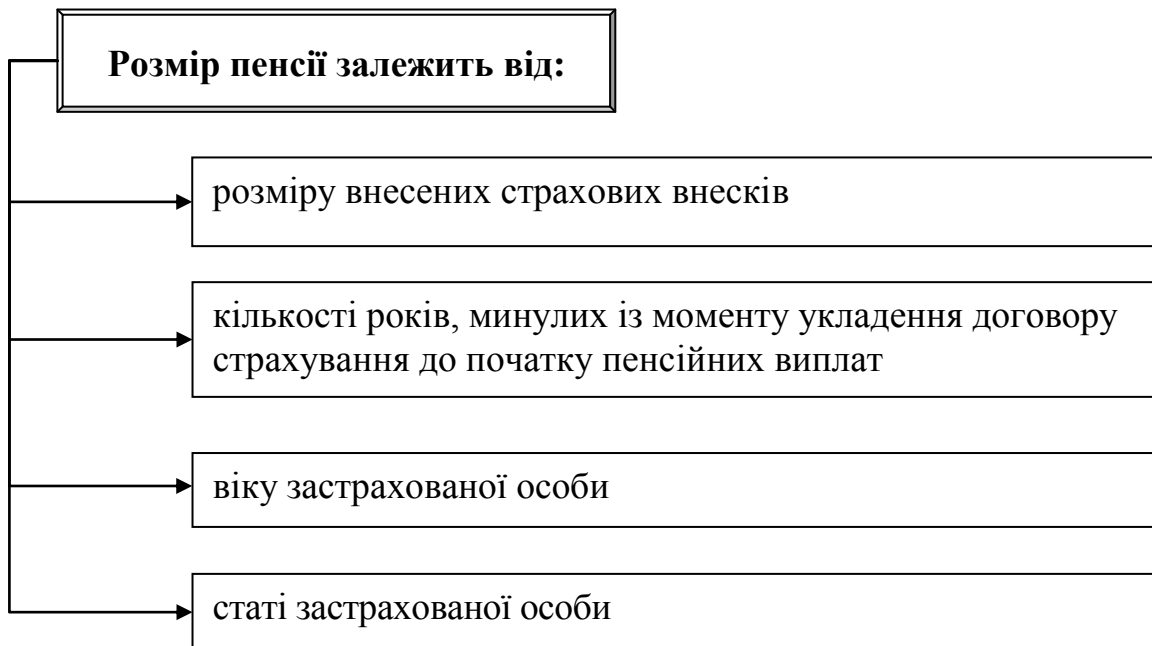 Розмір пенсії залежить від:
розміру внесених страхових внесків
кількості років, минулих із моменту укладення договору
страхування до початку пенсійних виплат
віку застрахованої особи
статі застрахованої особи